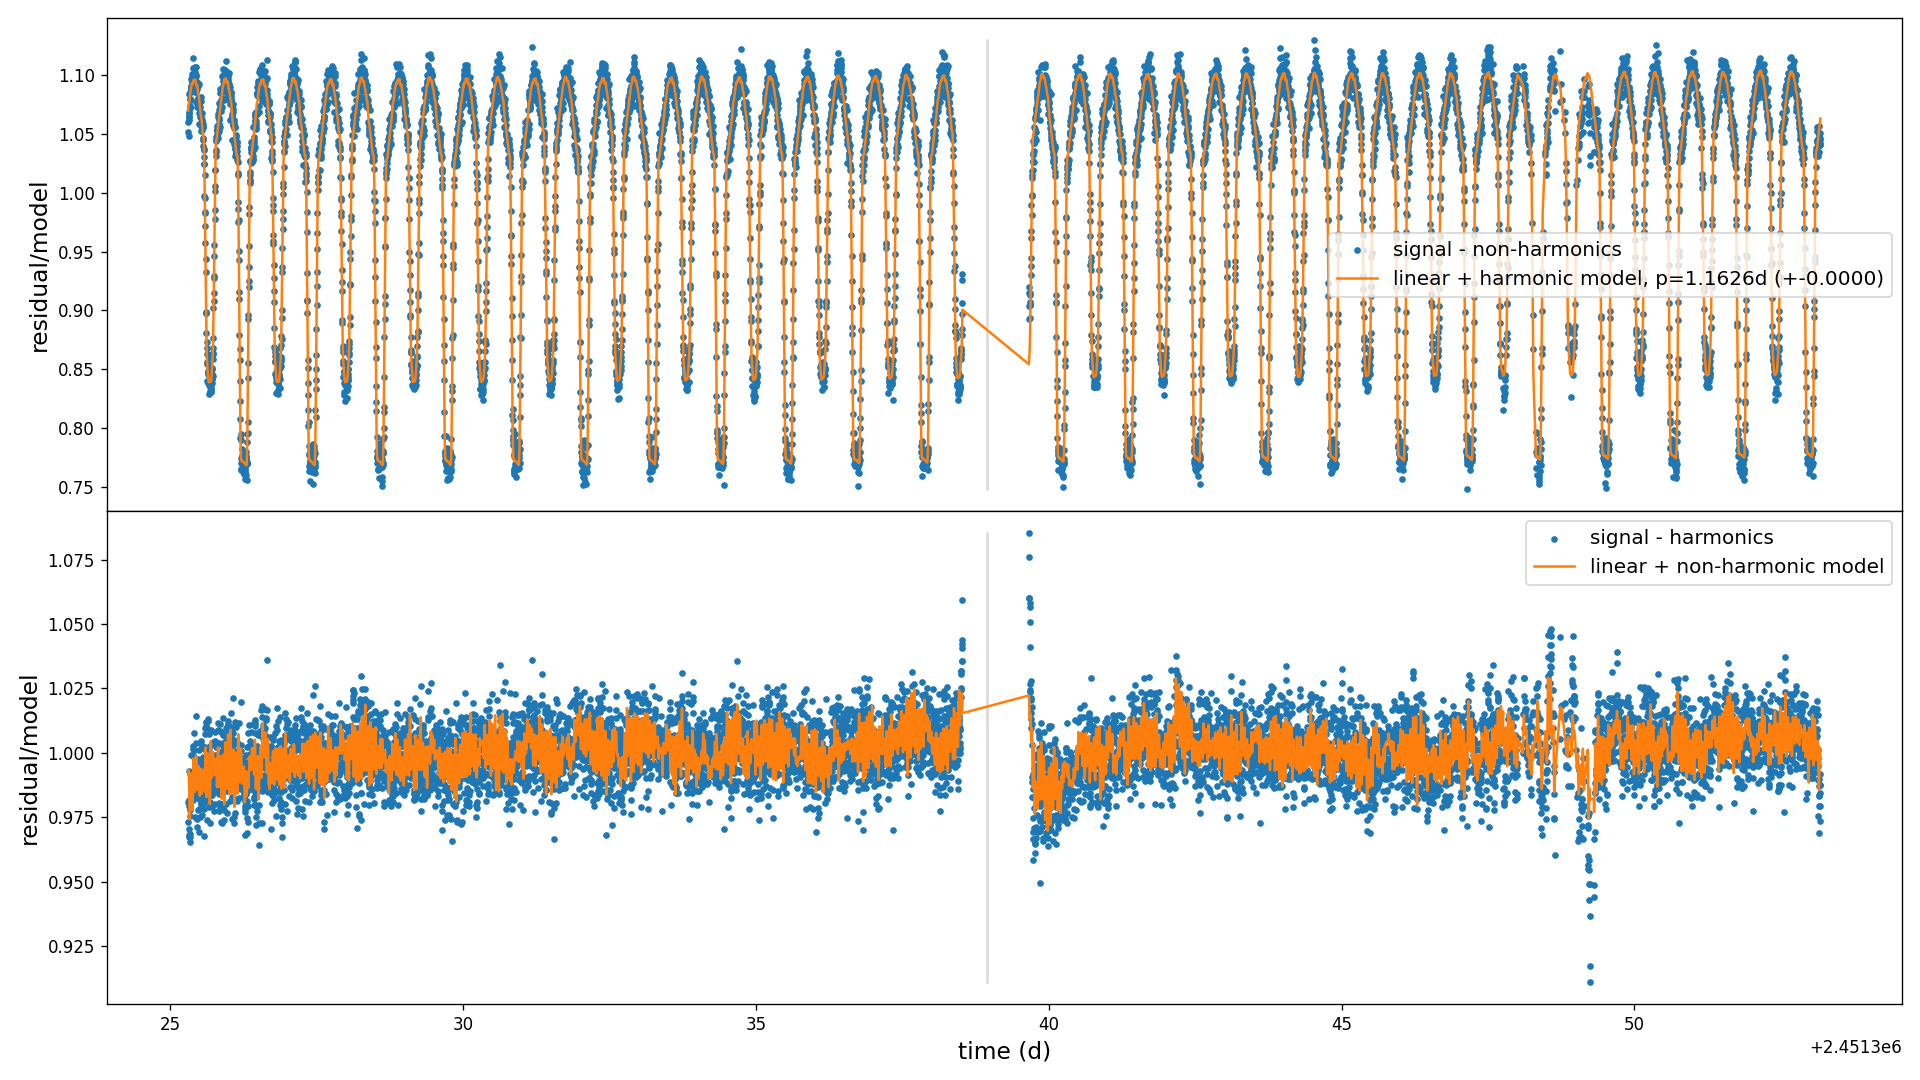 1.10
1.05
1.00
0.95
0.90
0.85
0.80
0.75
residual/model
signal - non-harmonics
linear + harmonic model, p=1.1626d (+-0.0000)
1.075
1.050
1.025
1.000
0.975
0.950
0.925
residual/model
signal - harmonics
linear + non-harmonic model
25 30 35 40 45 50
time (d)
+2.4513e6